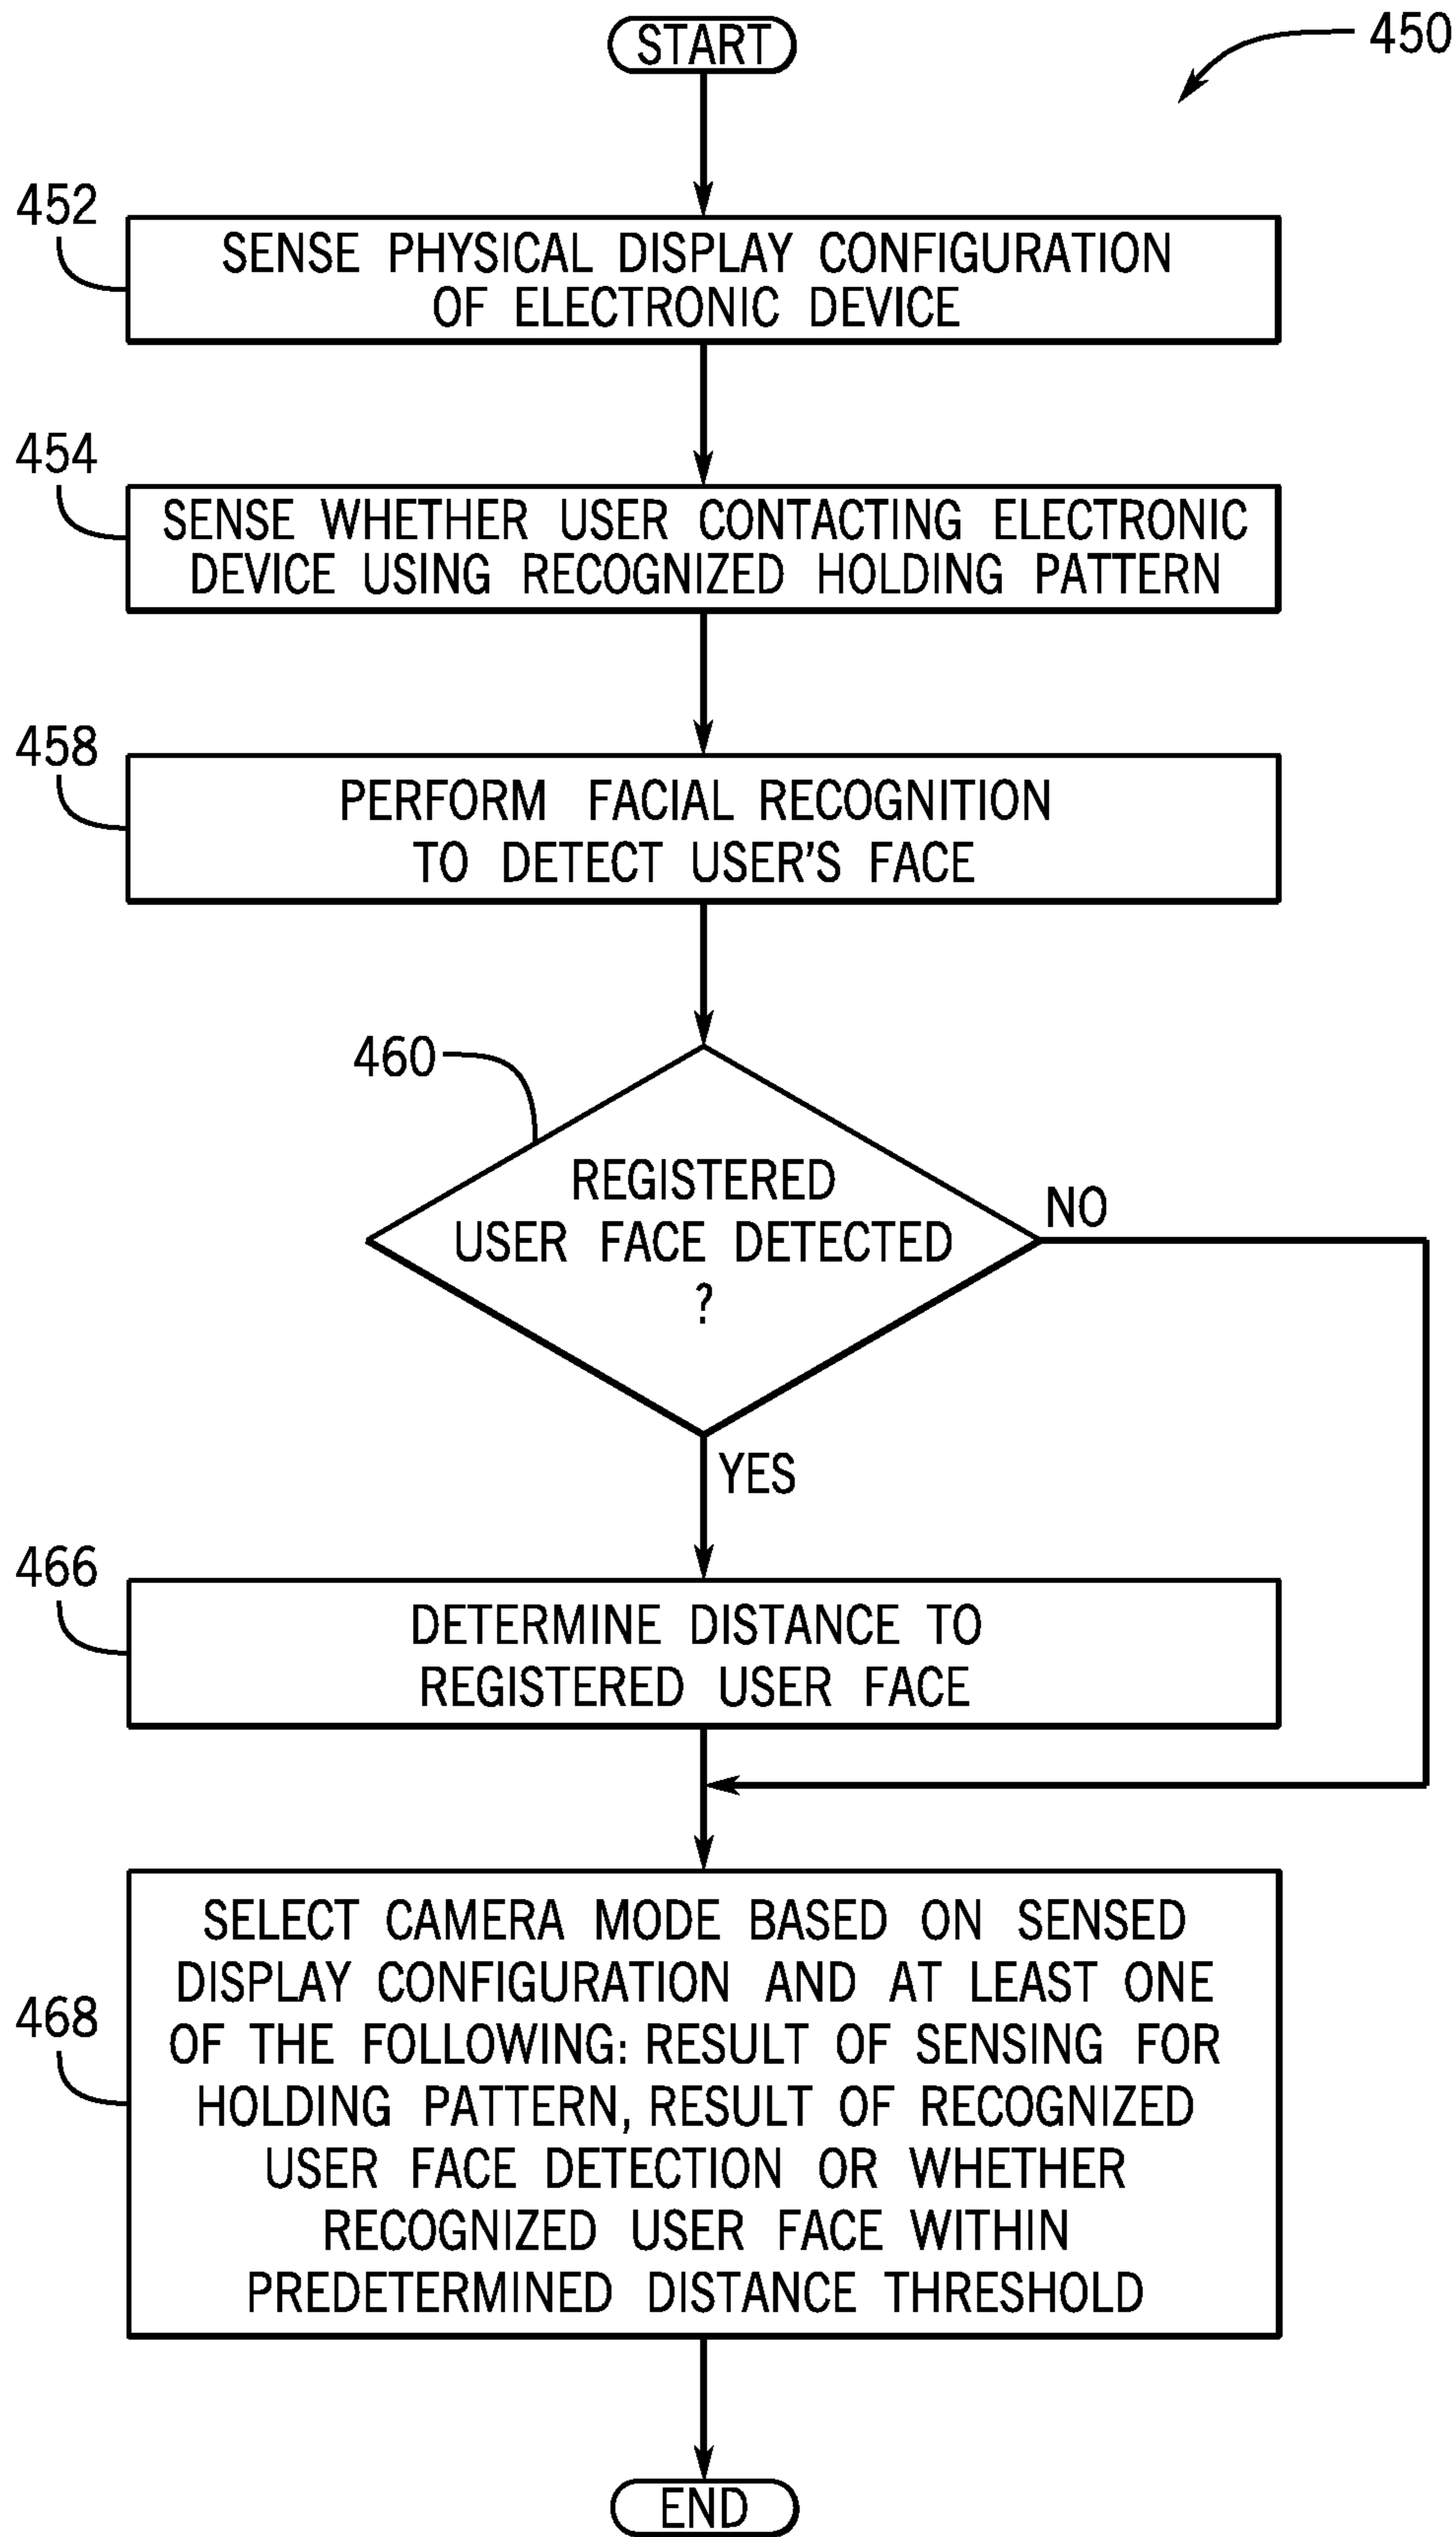 START
450
452
SENSE PHYSICAL DISPLAY CONFIGURATION
OF ELECTRONIC DEVICE
454
SENSE WHETHER USER CONTACTING ELECTRONIC
DEVICE USING RECOGNIZED HOLDING PATTERN
458
PERFORM FACIAL RECOGNITION
TO DETECT USER'S FACE
460
REGISTERED
USER FACE DETECTED
?
NO
YES
466
DETERMINE DISTANCE TO
REGISTERED USER FACE
468
SELECT CAMERA MODE BASED ON SENSED
DISPLAY CONFIGURATION AND AT LEAST ONE
OF THE FOLLOWING: RESULT OF SENSING FOR
HOLDING PATTERN, RESULT OF RECOGNIZED
USER FACE DETECTION OR WHETHER
RECOGNIZED USER FACE WITHIN
PREDETERMINED DISTANCE THRESHOLD
END